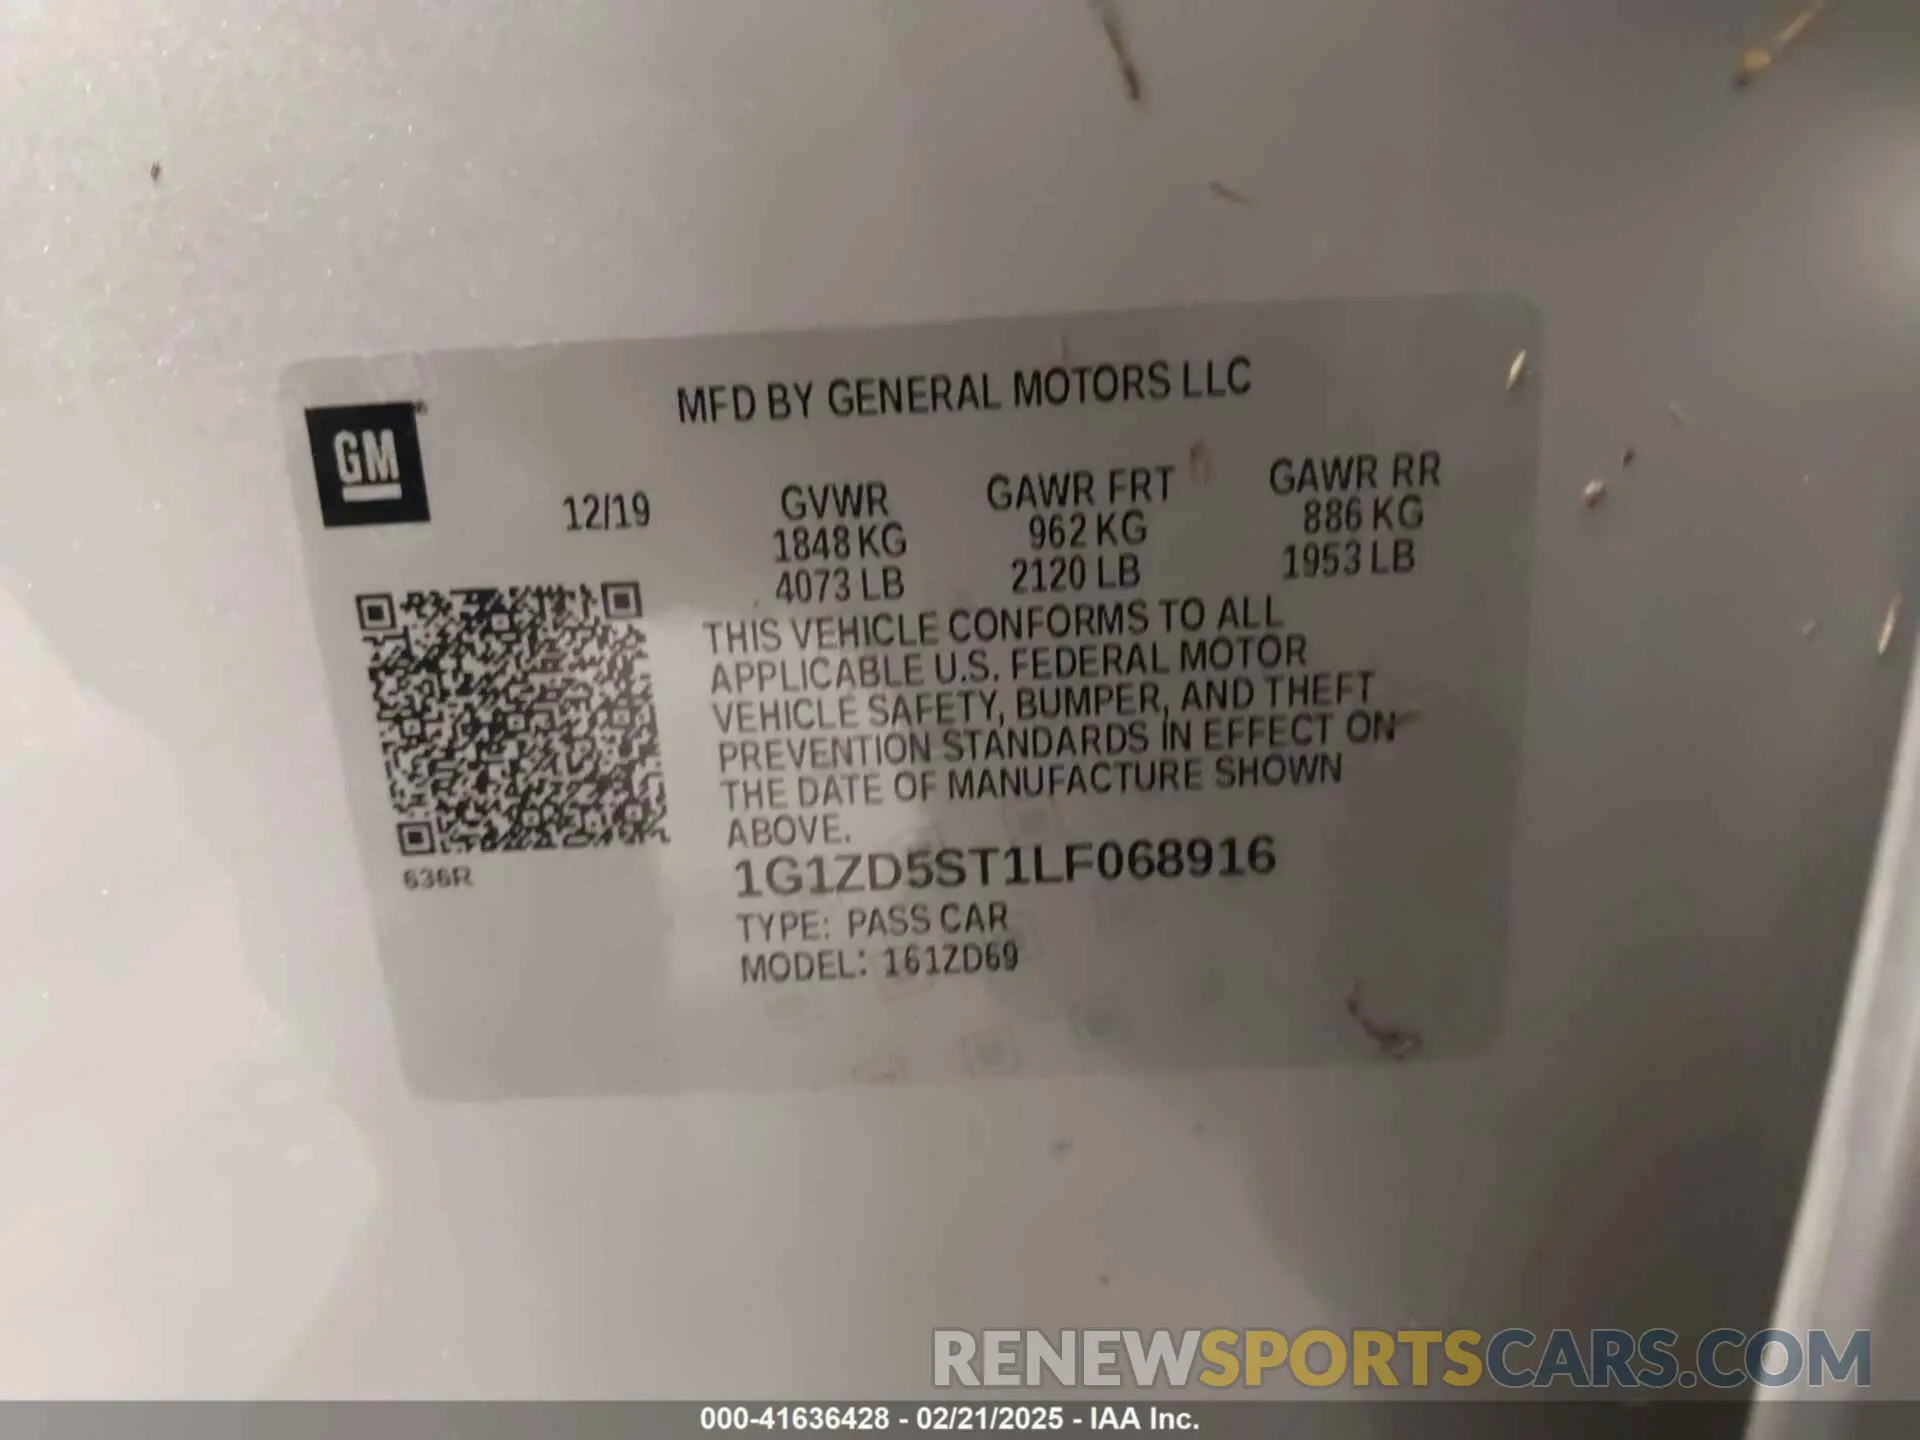 MFD BY GENERAL MOTORS LLC
GM
12/19
GVWR
1848 KG
4073 LB
GAWR FRT
962 KG
2120 LB
GAWR RR
886 KG
1953 LB
THIS VEHICLE CONFORMS TO ALL
APPLICABLE U.S. FEDERAL MOTOR
VEHICLE SAFETY, BUMPER, AND THEFT
PREVENTION STANDARDS IN EFFECT ON
THE DATE OF MANUFACTURE SHOWN
ABOVE.
636R
1G1ZD5ST1LF068916
TYPE: PASS CAR
MODEL: 161ZD69
RENEWSPORTSCARS.COM
000-41636428 - 02/21/2025 - IAA Inc.